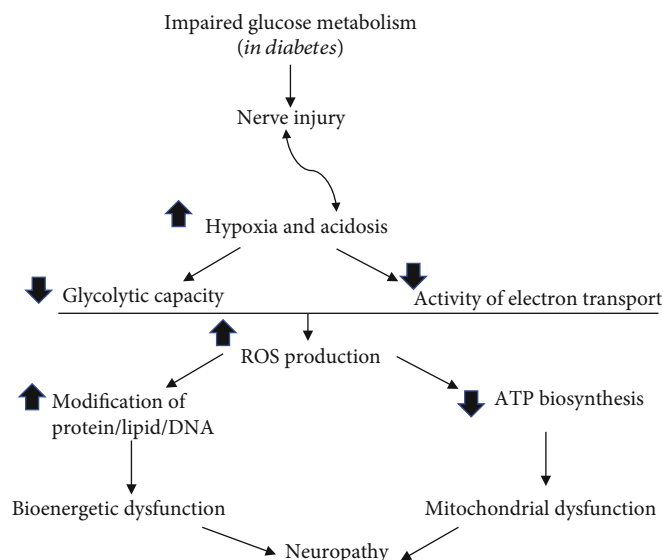 Impaired glucose metabolism
(in diabetes)
Nerve injury
Hypoxia and acidosis
Glycolytic capacity
Activity of electron transport
ROS production
Modification of
protein/lipid/DNA
ATP biosynthesis
Bioenergetic dysfunction
Mitochondrial dysfunction
Neuropathy